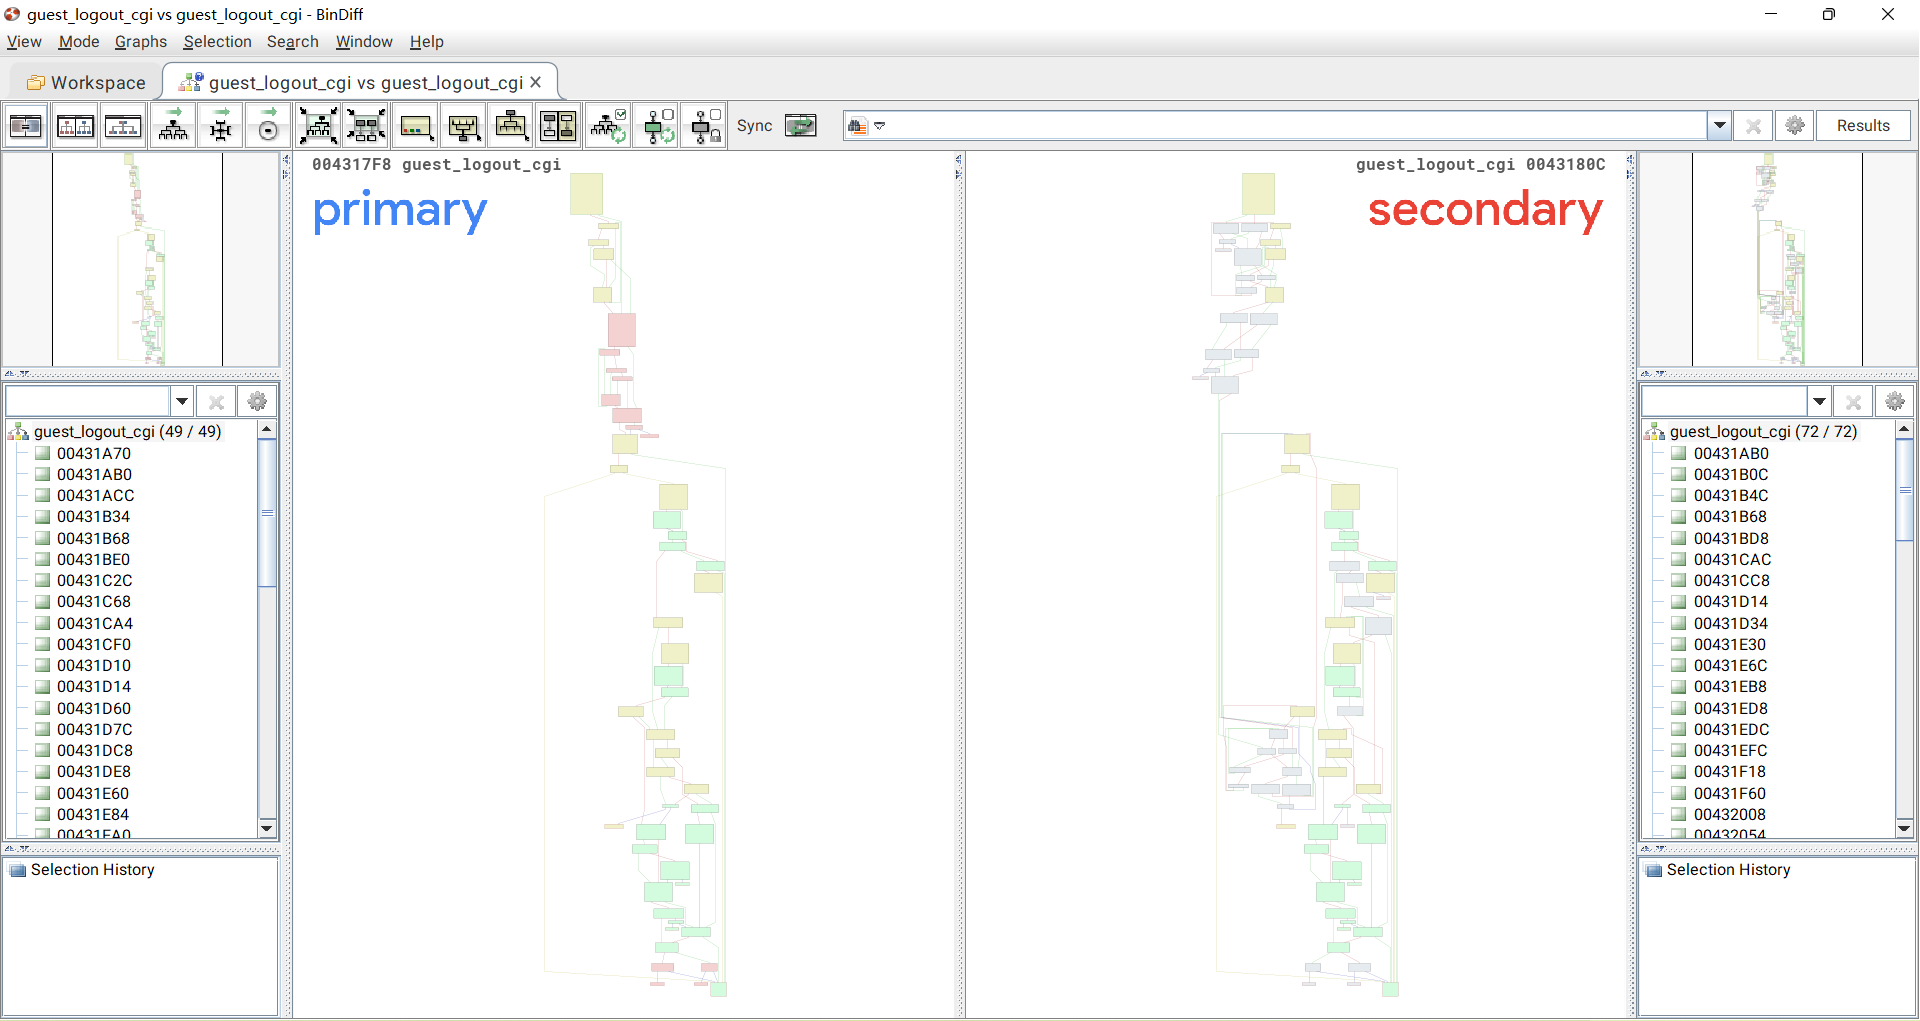 guest_logout_cgi vs guest_logout_cgi - BinDiff
View Mode Graphs Selection Search Window Help
Workspace
guest_logout_cgi vs guest_logout_cgi
Sync
Results
004317F8 guest_logout_cgi
primary
guest_logout_cgi 0043180C
secondary
guest_logout_cgi (49 / 49)
00431A70
00431AB0
00431ACC
00431B34
00431B68
00431BE0
00431C2C
00431C68
00431CA4
00431CF0
00431D10
00431D14
00431D60
00431D7C
00431DC8
00431DE8
00431E60
00431E84
00431EA0
Selection History
guest_logout_cgi (72 / 72)
00431AB0
00431B0C
00431B4C
00431B68
00431BD8
00431CAC
00431CC8
00431D14
00431D34
00431E30
00431E6C
00431EB8
00431ED8
00431EDC
00431EFC
00431F18
00431F60
00432008
00432054
Selection History